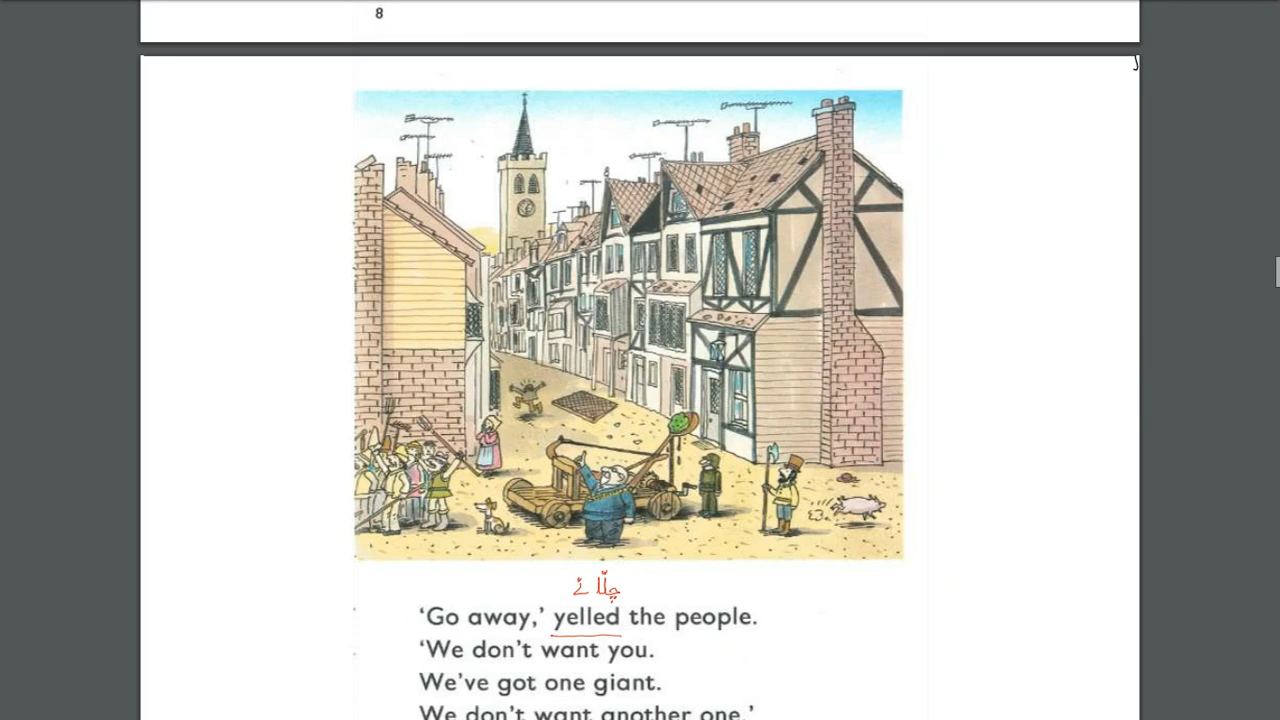 8
چلّائے
‘Go away,’ yelled the people.
‘We don’t want you.
We’ve got one giant.
We don’t want another one.’